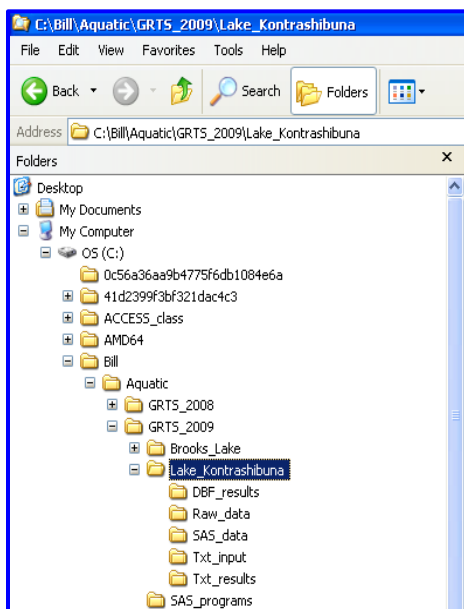 C:\Bill\Aquatic\GRTS_2009\Lake_Kontrashibuna
File Edit View Favorites Tools Help
Back Search Folders
Address C:\Bill\Aquatic\GRTS_2009\Lake_Kontrashibuna
Folders x
Desktop
My Documents
My Computer
OS (C:)
0c56a36aa9b4775f6db1084e6a
41d2399f3bf321dac4c3
ACCESS_class
AMD64
Bill
Aquatic
GRTS_2008
GRTS_2009
Brooks_Lake
Lake_Kontrashibuna
DBF_results
Raw_data
SAS_data
Txt_input
Txt_results
SAS_programs